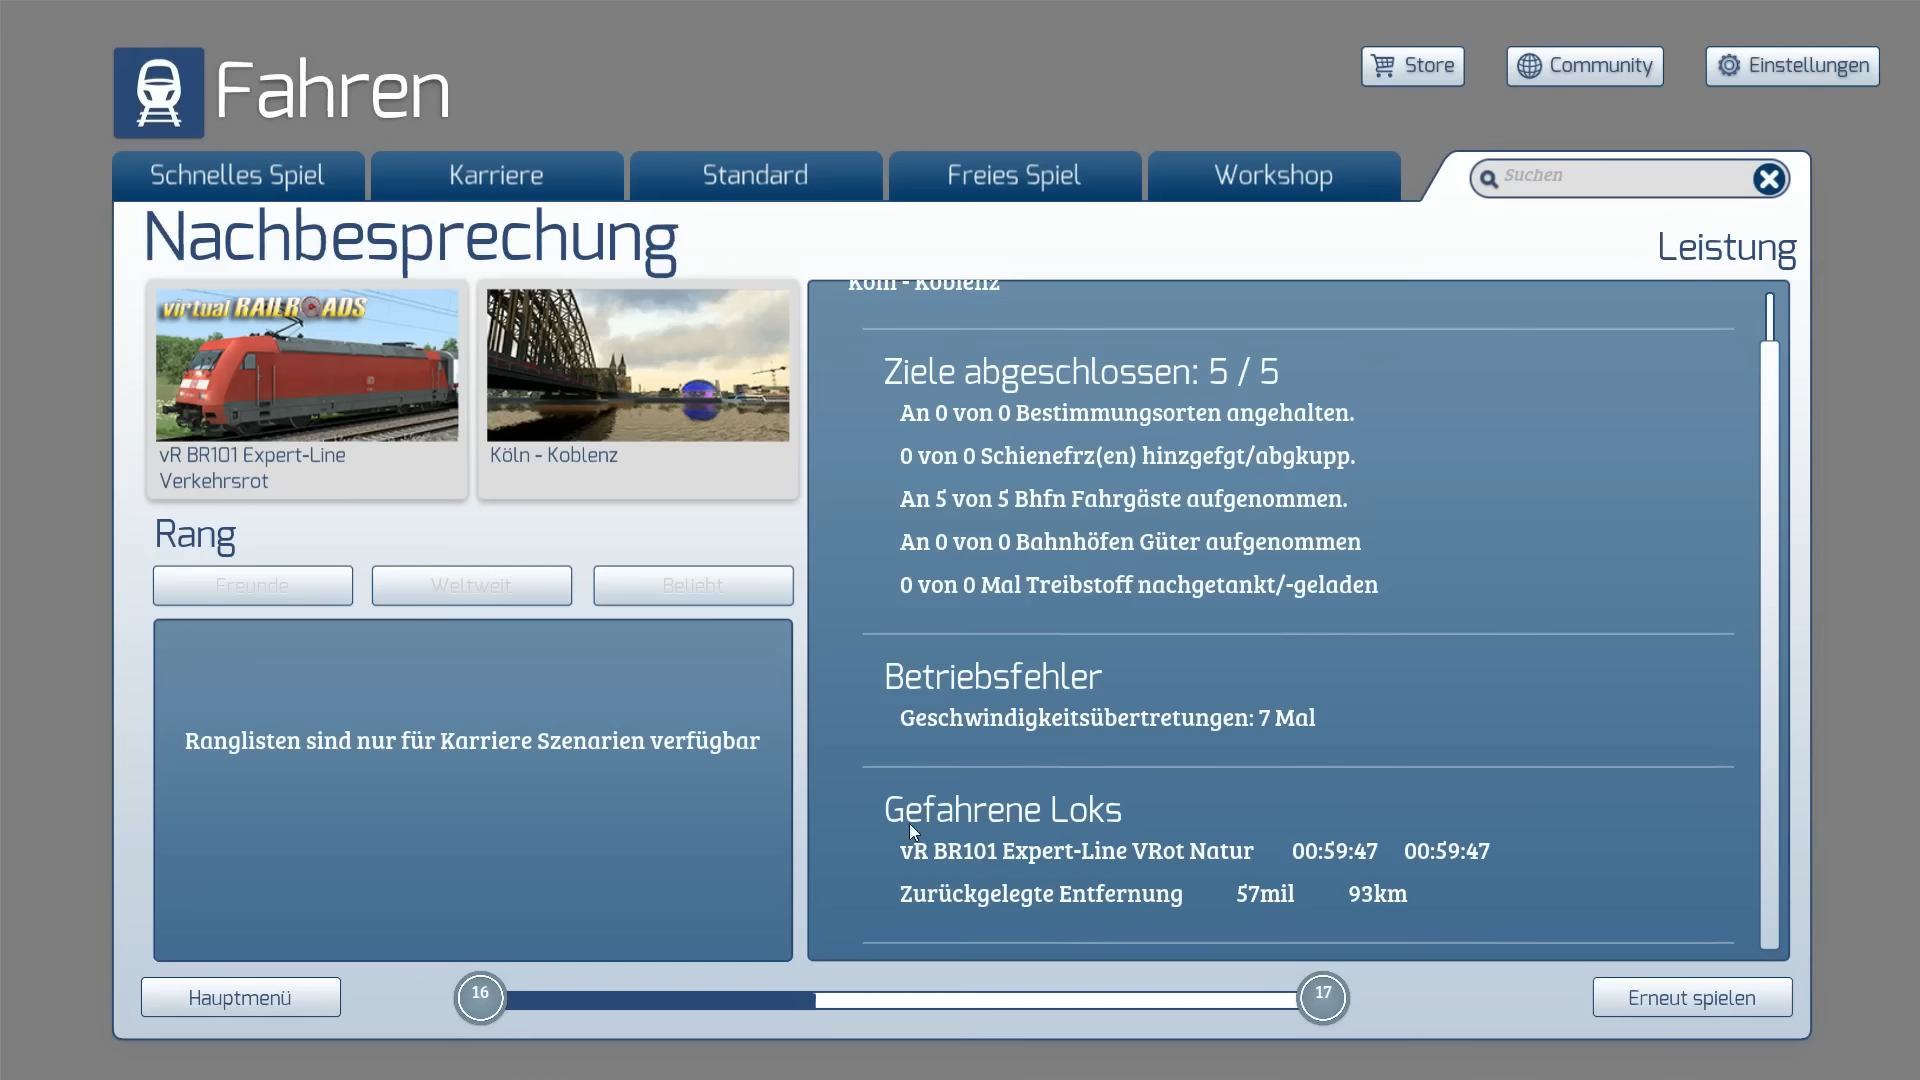 Fahren
Store
Community
Einstellungen
Schnelles Spiel
Karriere
Standard
Freies Spiel
Workshop
Suchen
Nachbesprechung
Leistung
virtual RAILROADS
vR BR101 Expert-Line
Verkehrsrot
Köln - Koblenz
Rang
Freunde
Weltweit
Beliebt
Ranglisten sind nur für Karriere Szenarien verfügbar
Köln - Koblenz
Ziele abgeschlossen: 5 / 5
An 0 von 0 Bestimmungsorten angehalten.
0 von 0 Schienefrz(en) hinzgefgt/abgkupp.
An 5 von 5 Bhfn Fahrgäste aufgenommen.
An 0 von 0 Bahnhöfen Güter aufgenommen
0 von 0 Mal Treibstoff nachgetankt/-geladen
Betriebsfehler
Geschwindigkeitsübertretungen: 7 Mal
Gefahrene Loks
vR BR101 Expert-Line VRot Natur 00:59:47 00:59:47
Zurückgelegte Entfernung 57mil 93km
Hauptmenü
16
17
Erneut spielen